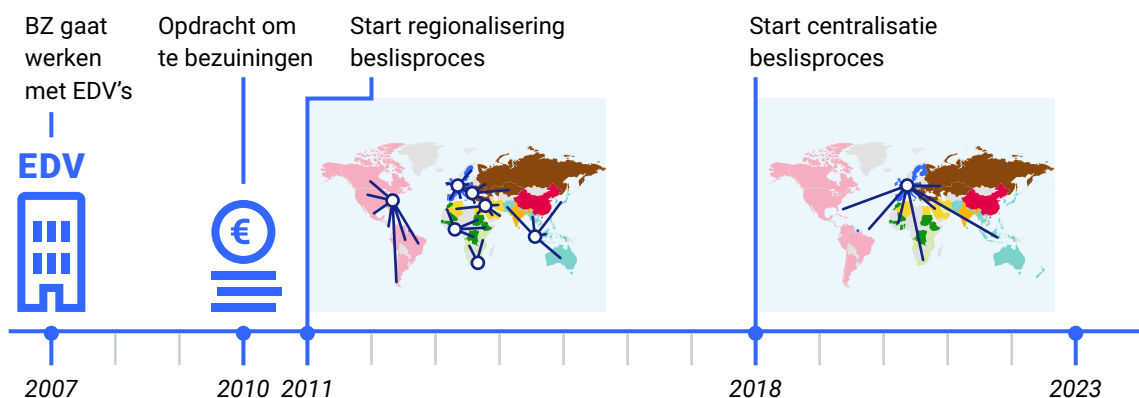 BZ gaat
werken
met EDV's
Opdracht om
te bezuiningen
Start regionalisering
beslisproces
Start centralisatie
beslisproces
EDV
€
2007
2010
2011
2018
2023